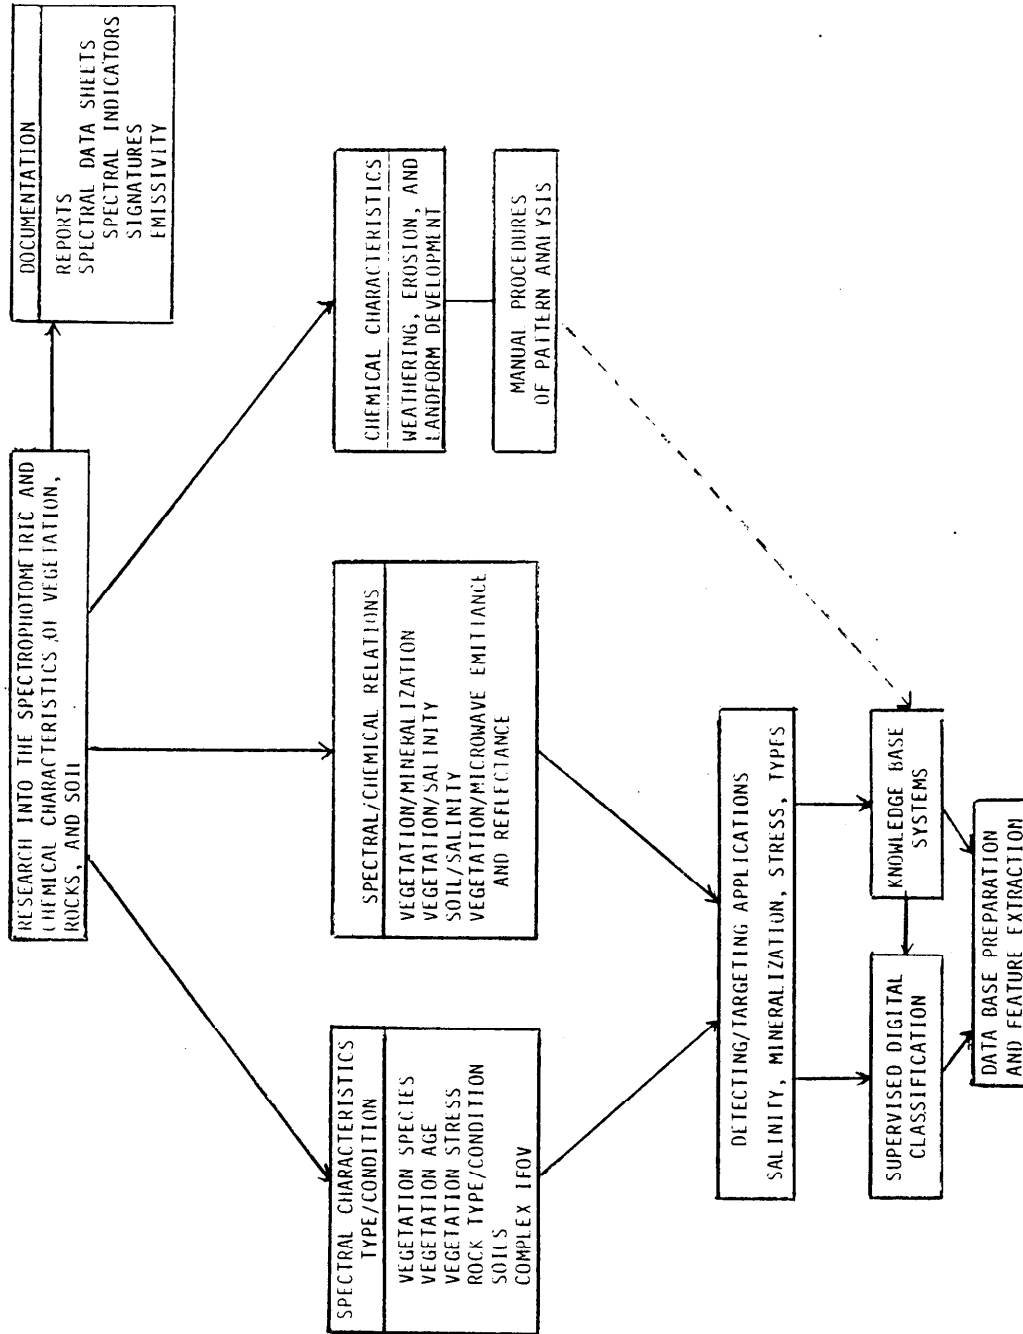 RESEARCH INTO THE SPECTROPHOTOMETRIC AND
CHEMICAL CHARACTERISTICS OF VEGETATION,
ROCKS, AND SOIL
DOCUMENTATION
REPORTS
SPECTRAL DATA SHEETS
SPECTRAL INDICATORS
SIGNATURES
EMISSIVITY
SPECTRAL CHARACTERISTICS
TYPE/CONDITION
VEGETATION SPECIES
VEGETATION AGE
VEGETATION STRESS
ROCK TYPE/CONDITION
SOILS
COMPLEX IFOV
SPECTRAL/CHEMICAL RELATIONS
VEGETATION/MINERALIZATION
VEGETATION/SALINITY
SOIL/SALINITY
VEGETATION/MICROWAVE EMITTANCE
AND REFLECTANCE
CHEMICAL CHARACTERISTICS
WEATHERING, EROSION, AND
LANDFORM DEVELOPMENT
MANUAL PROCEDURES
OF PATTERN ANALYSIS
DETECTING/TARGETING APPLICATIONS
SALINITY, MINERALIZATION, STRESS, TYPES
SUPERVISED DIGITAL
CLASSIFICATION
KNOWLEDGE BASE
SYSTEMS
DATA BASE PREPARATION
AND FEATURE EXTRACTION